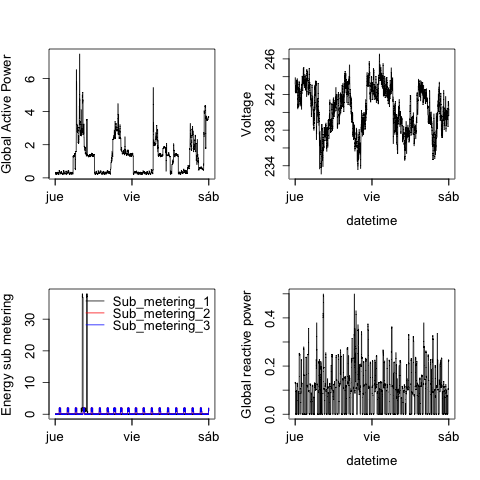 Global Active Power
0 2 4 6
jue vie sáb
Voltage
234 238 242 246
jue vie sáb
datetime
Energy sub metering
0 10 20 30
Sub_metering_1
Sub_metering_2
Sub_metering_3
jue vie sáb
Global reactive power
0.0 0.2 0.4
jue vie sáb
datetime